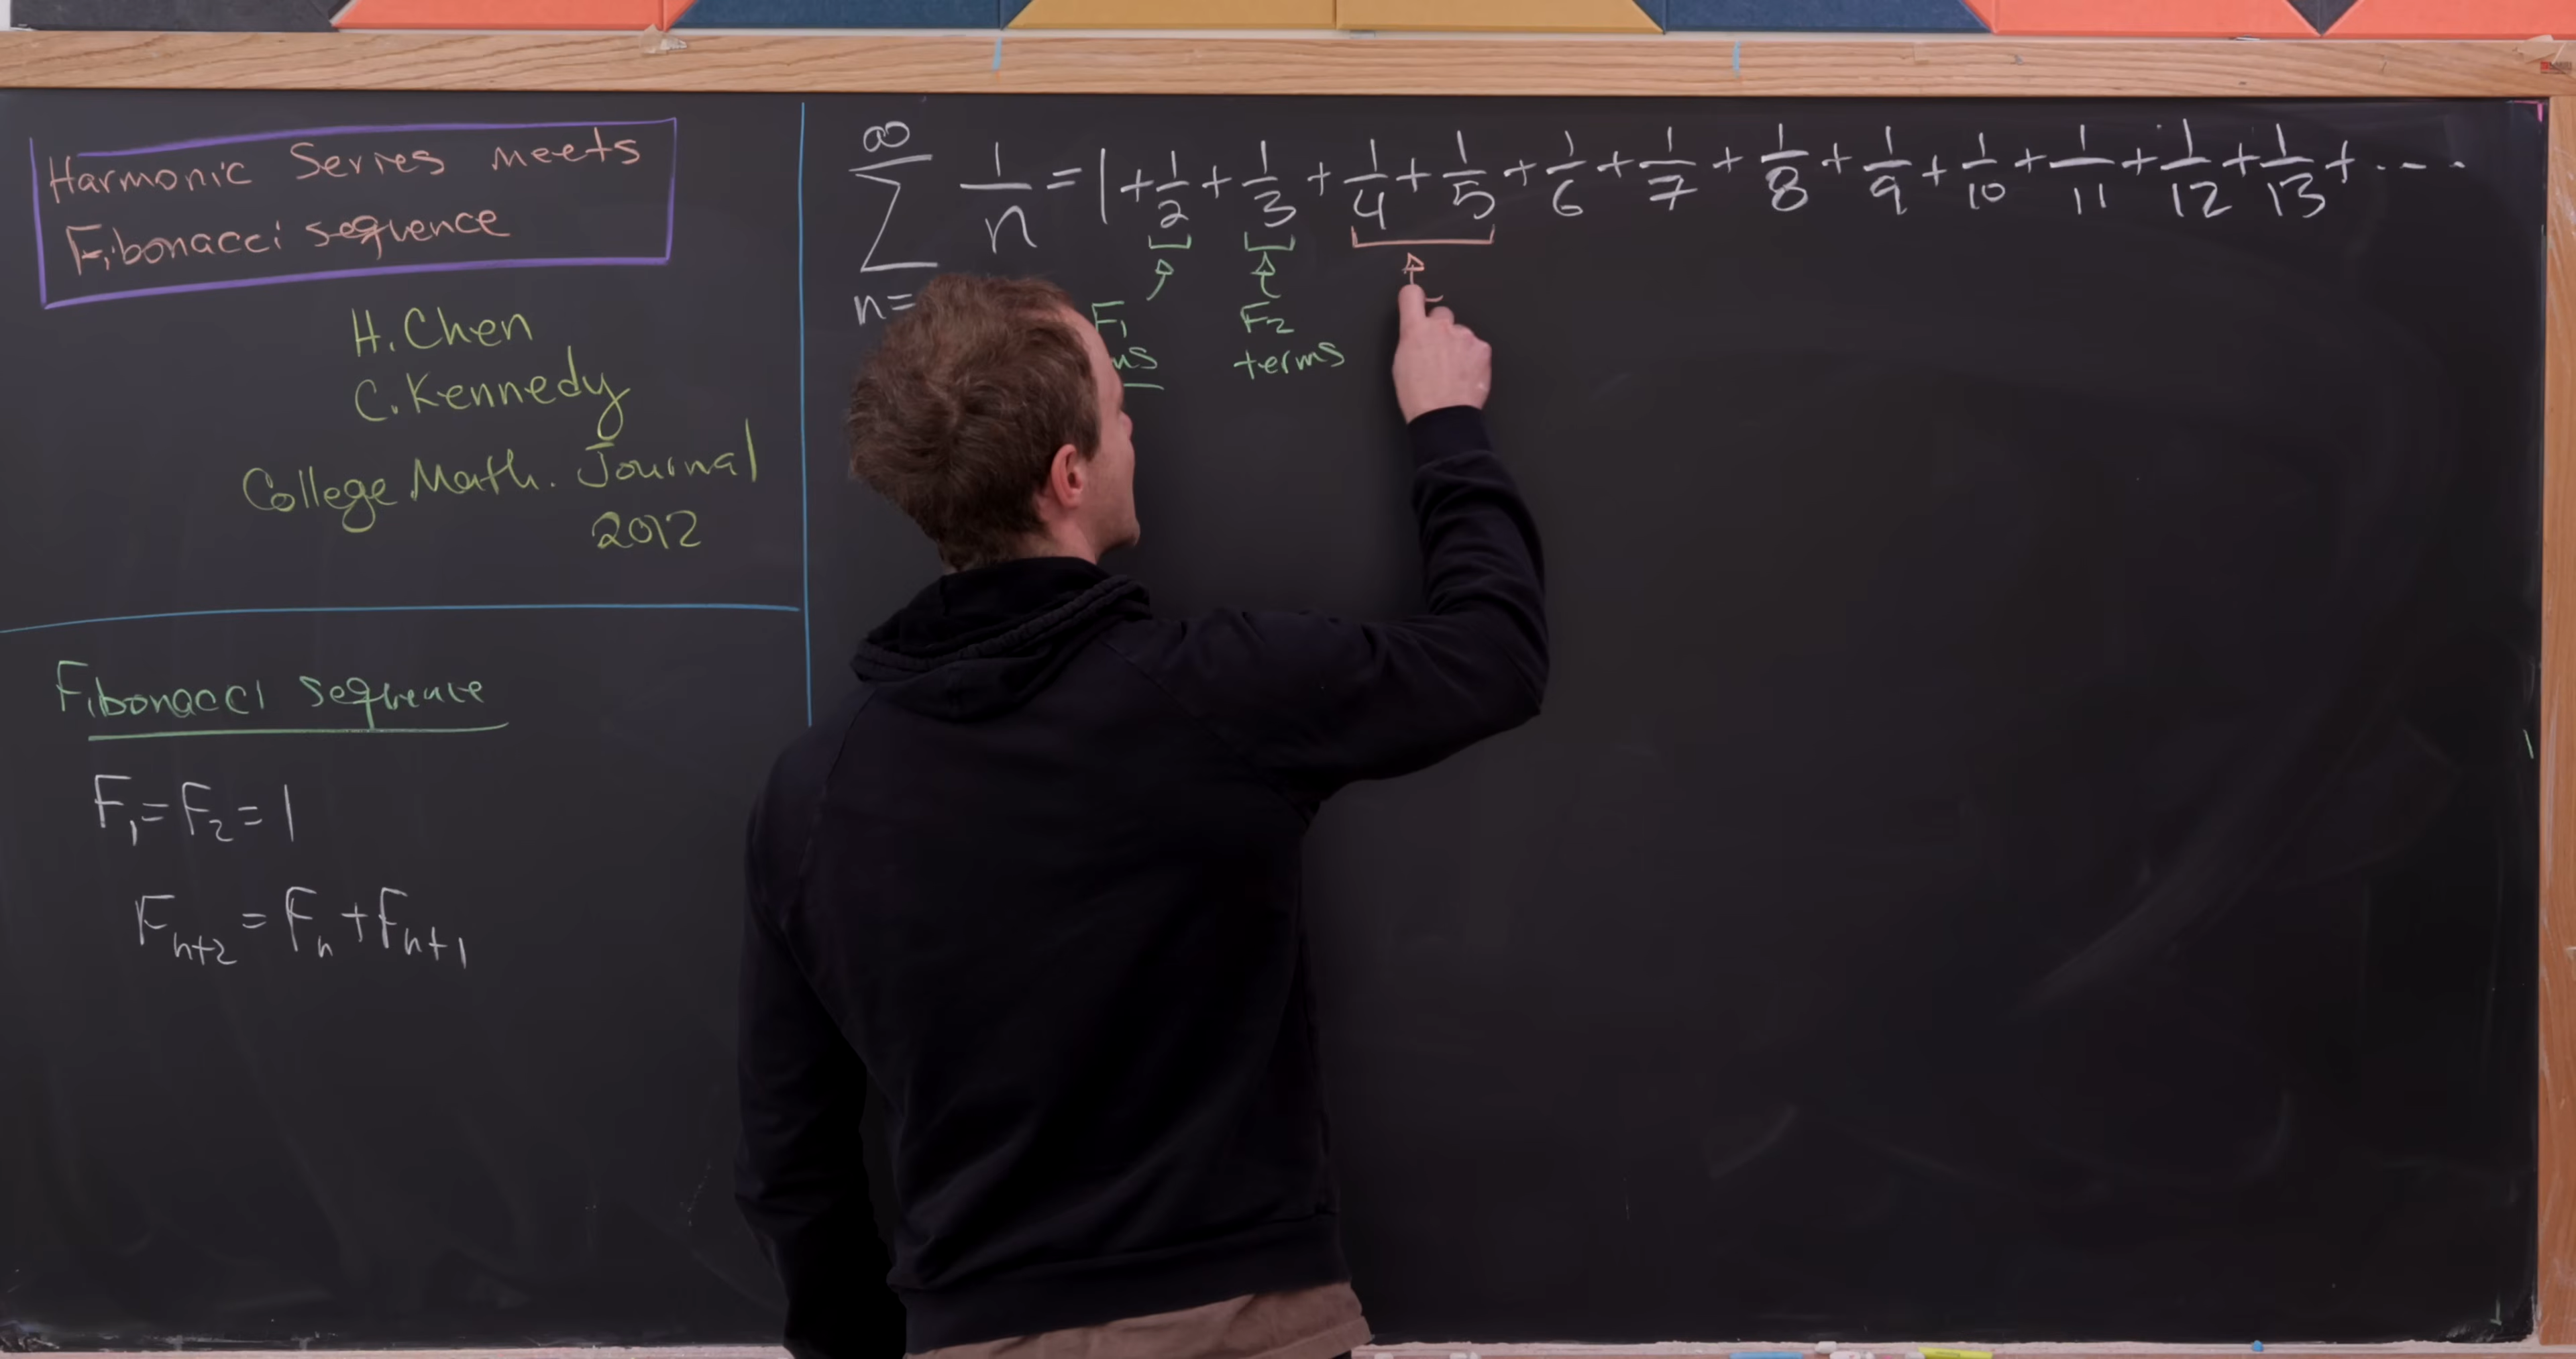 Harmonic Series meets
Fibonacci sequence
H. Chen
C. Kennedy
College Math. Journal
2012
Fibonacci sequence
F₁ = F₂ = 1
Fₙ₊₂ = Fₙ + Fₙ₊₁
∞
∑ 1/n = 1 + 1/2 + 1/3 + 1/4 + 1/5 + 1/6 + 1/7 + 1/8 + 1/9 + 1/10 + 1/11 + 1/12 + 1/13 + ....
n=
F₁
F₂
terms